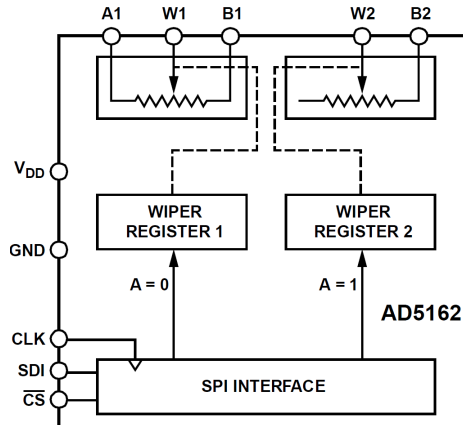 A1 W1 B1 W2 B2
VDD
WIPER
REGISTER 1
WIPER
REGISTER 2
GND
A = 0
A = 1
AD5162
CLK
SDI
SPI INTERFACE
CS